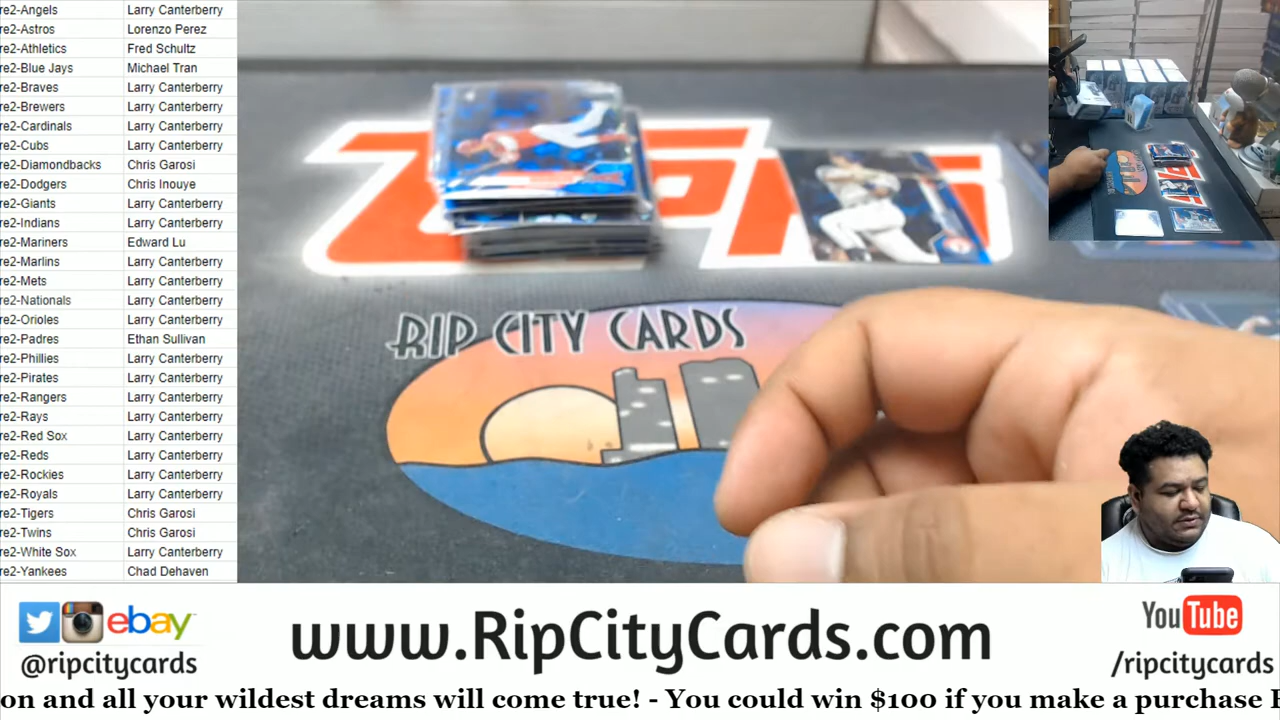 re2-Angels Larry Canterberry
re2-Astros Lorenzo Perez
re2-Athletics Fred Schultz
re2-Blue Jays Michael Tran
re2-Braves Larry Canterberry
re2-Brewers Larry Canterberry
re2-Cardinals Larry Canterberry
re2-Cubs Larry Canterberry
re2-Diamondbacks Chris Garosi
re2-Dodgers Chris Inouye
re2-Giants Larry Canterberry
re2-Indians Larry Canterberry
re2-Mariners Edward Lu
re2-Marlins Larry Canterberry
re2-Mets Larry Canterberry
re2-Nationals Larry Canterberry
re2-Orioles Larry Canterberry
re2-Padres Ethan Sullivan
re2-Phillies Larry Canterberry
re2-Pirates Larry Canterberry
re2-Rangers Larry Canterberry
re2-Rays Larry Canterberry
re2-Red Sox Larry Canterberry
re2-Reds Larry Canterberry
re2-Rockies Larry Canterberry
re2-Royals Larry Canterberry
re2-Tigers Chris Garosi
re2-Twins Chris Garosi
re2-White Sox Larry Canterberry
re2-Yankees Chad Dehaven
RIP CITY CARDS
ebay
@ripcitycards
www.RipCityCards.com
YouTube
/ripcitycards
on and all your wildest dreams will come true! - You could win $100 if you make a purchase